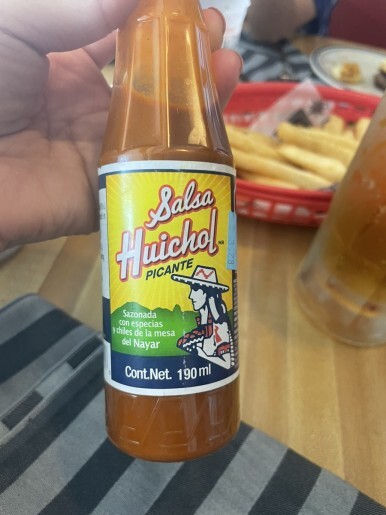 Salsa
Huichol
PICANTE
Sazonada
con especias
y chiles de la mesa
del Nayar
Cont.Net. 190 ml